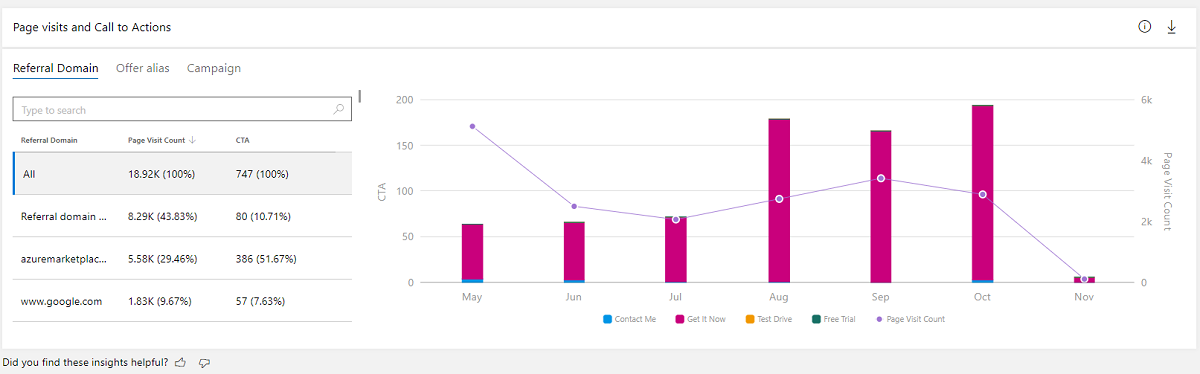 Page visits and Call to Actions
Referral Domain Offer alias Campaign
Type to search
Referral Domain Page Visit Count ↓ CTA
All 18.92K (100%) 747 (100%)
Referral domain ... 8.29K (43.83%) 80 (10.71%)
azuremarketplac... 5.58K (29.46%) 386 (51.67%)
www.google.com 1.83K (9.67%) 57 (7.63%)
CTA
200
150
100
50
0
6k
4k
2k
0
Page Visit Count
May Jun Jul Aug Sep Oct Nov
Contact Me Get It Now Test Drive Free Trial Page Visit Count
Did you find these insights helpful?